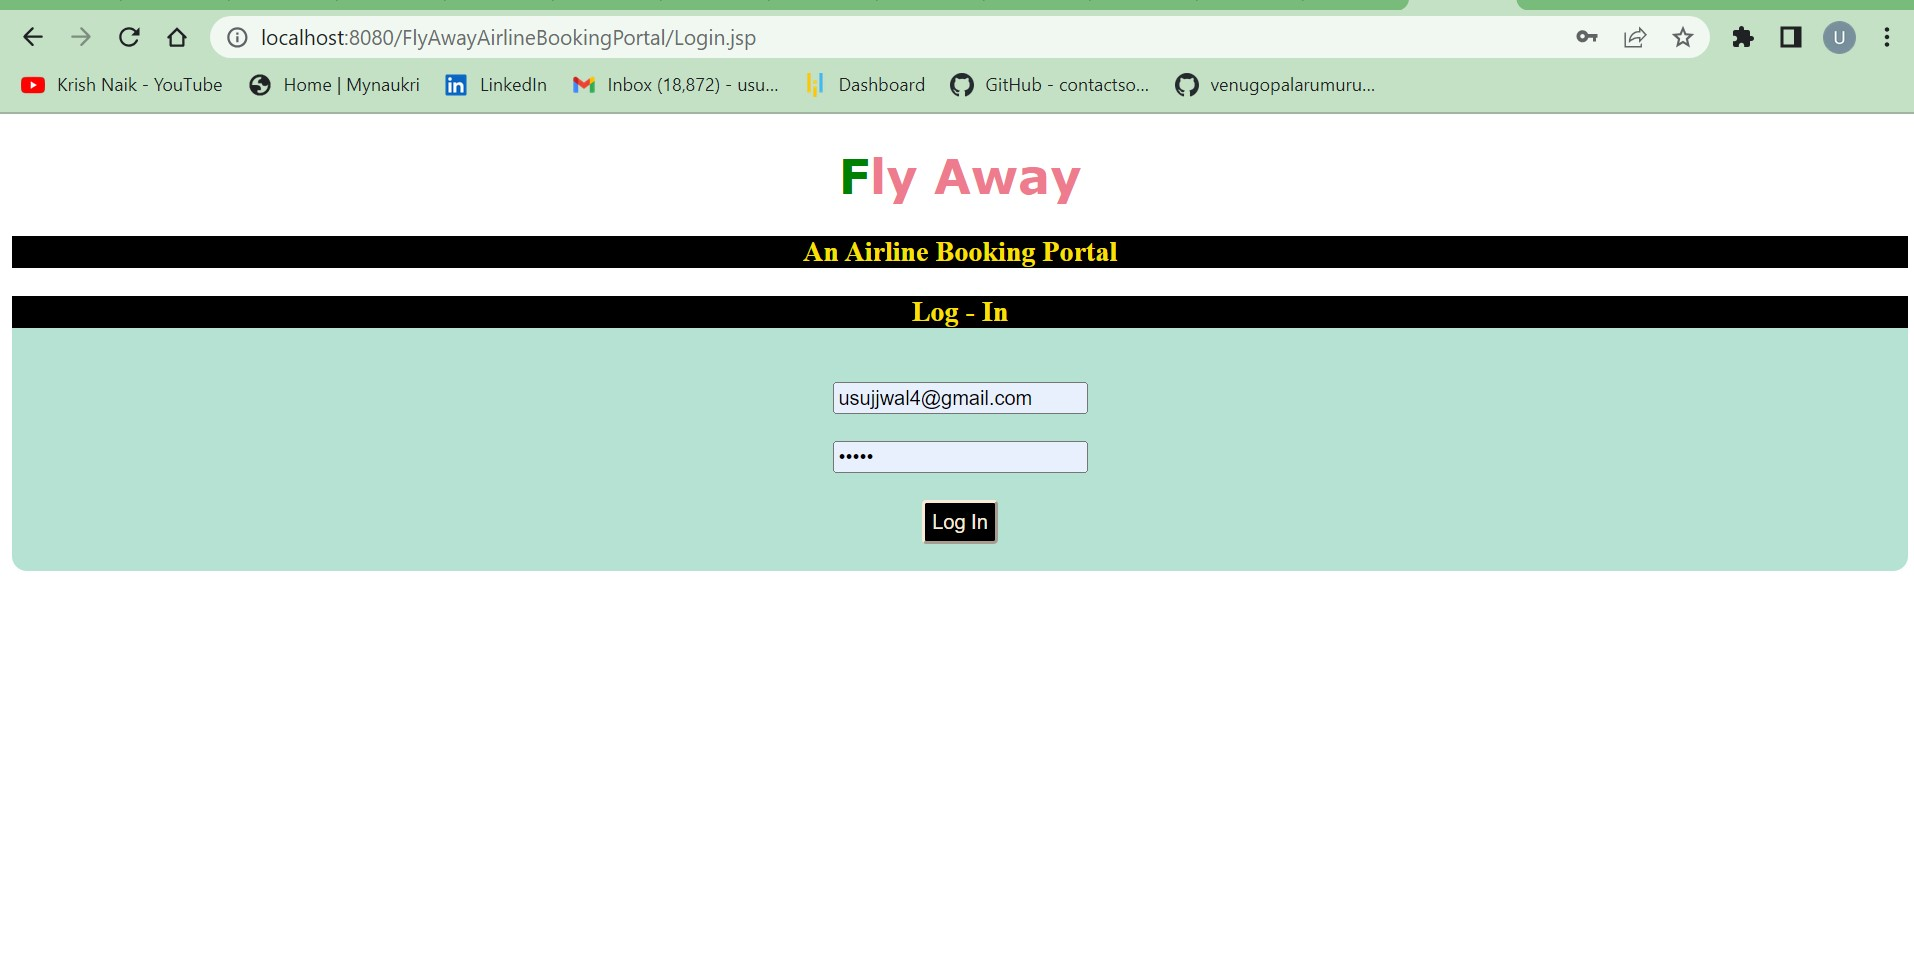 localhost:8080/FlyAwayAirlineBookingPortal/Login.jsp
U
Krish Naik - YouTube Home | Mynaukri LinkedIn Inbox (18,872) - usu... Dashboard GitHub - contactso... venugopalarumuru...
Fly Away
An Airline Booking Portal
Log - In
usujjwal4@gmail.com
•••••
Log In